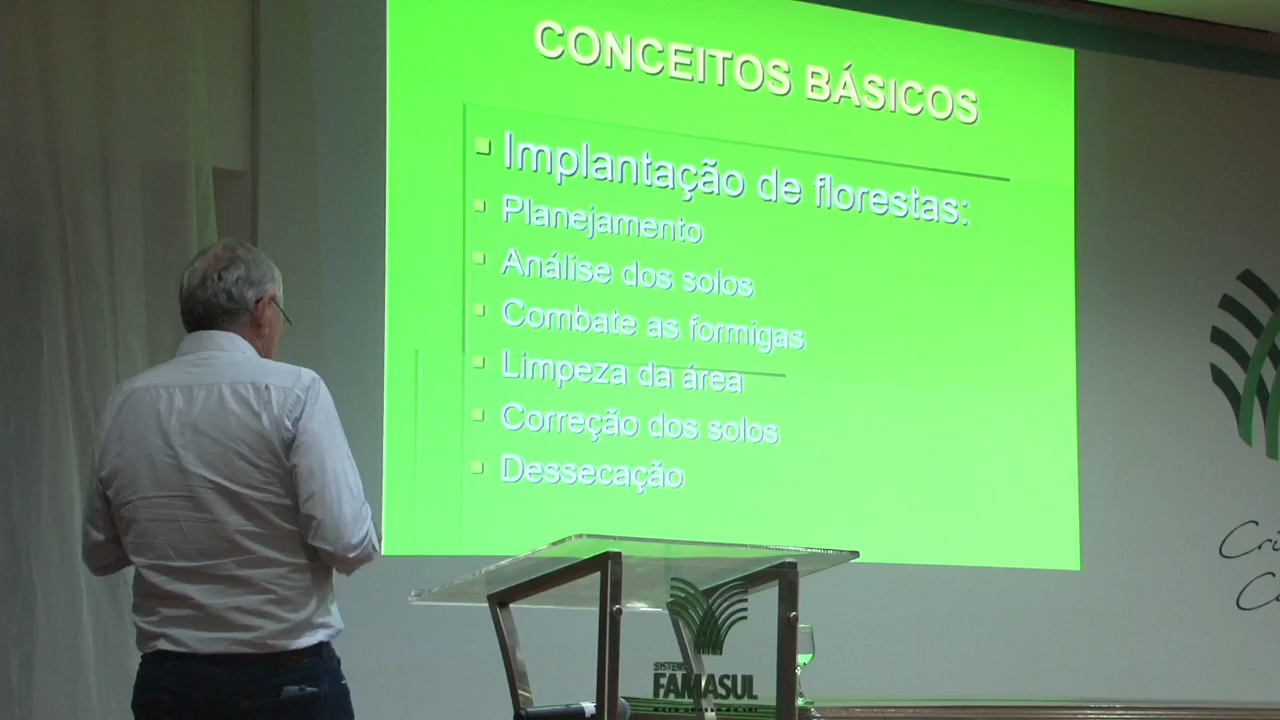 CONCEITOS BÁSICOS
Implantação de florestas:
Planejamento
Análise dos solos
Combate as formigas
Limpeza da área
Correção dos solos
Dessecação
SISTEMA
FAMASUL